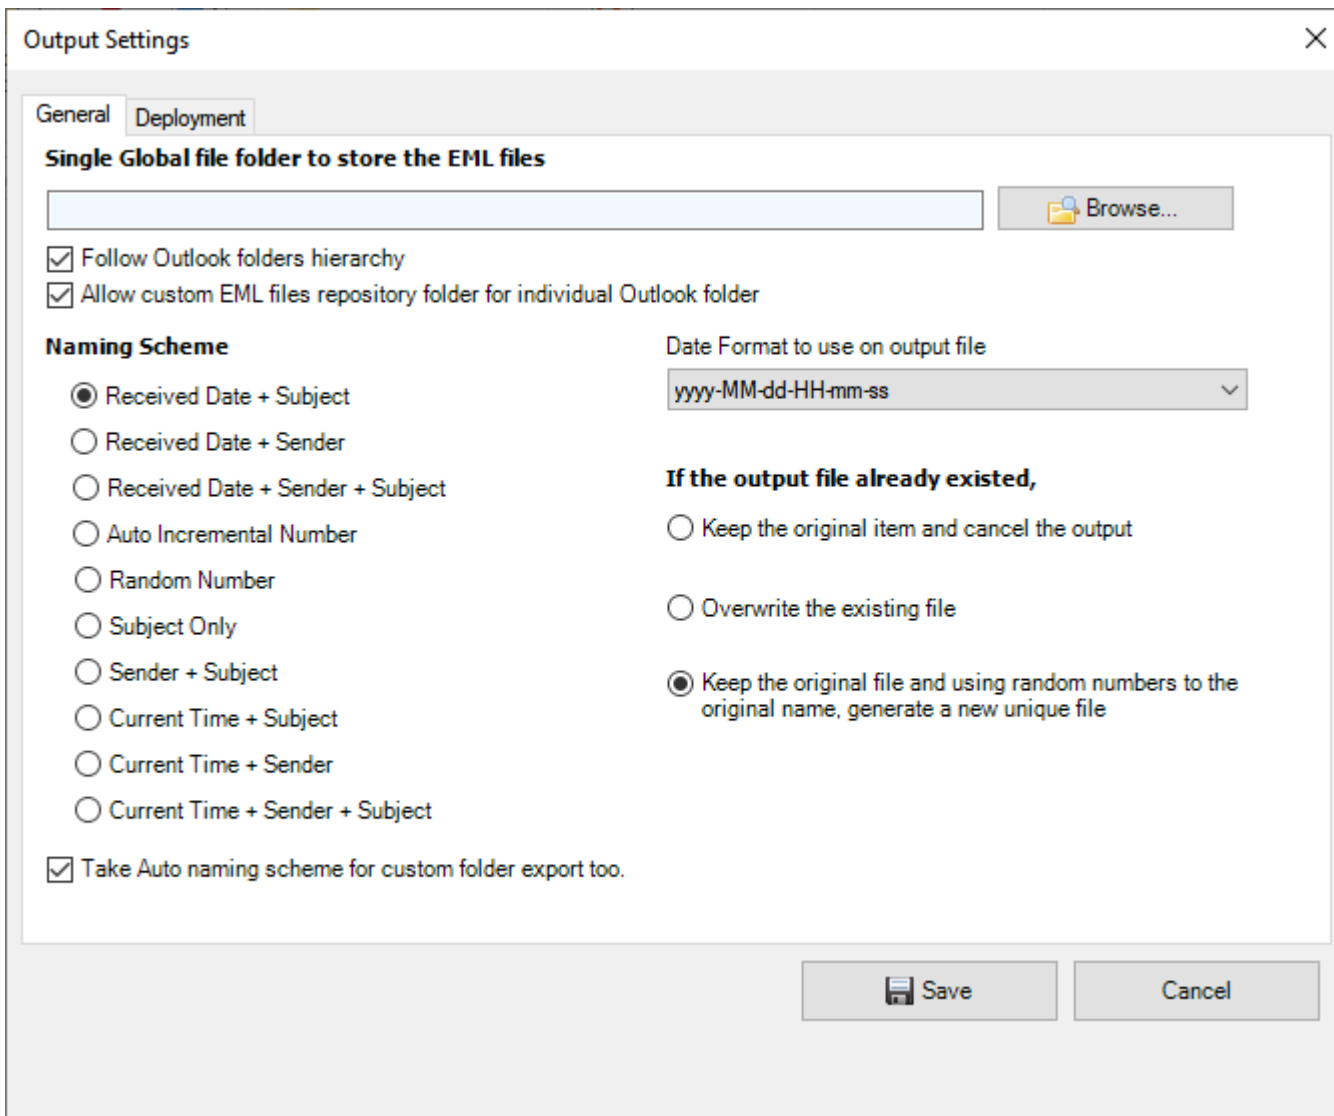 Output Settings
General
Deployment
Single Global file folder to store the EML files
Browse...
Follow Outlook folders hierarchy
Allow custom EML files repository folder for individual Outlook folder
Naming Scheme
Received Date + Subject
Received Date + Sender
Received Date + Sender + Subject
Auto Incremental Number
Random Number
Subject Only
Sender + Subject
Current Time + Subject
Current Time + Sender
Current Time + Sender + Subject
Take Auto naming scheme for custom folder export too.
Date Format to use on output file
yyyy-MM-dd-HH-mm-ss
If the output file already existed,
Keep the original item and cancel the output
Overwrite the existing file
Keep the original file and using random numbers to the
original name, generate a new unique file
Save
Cancel